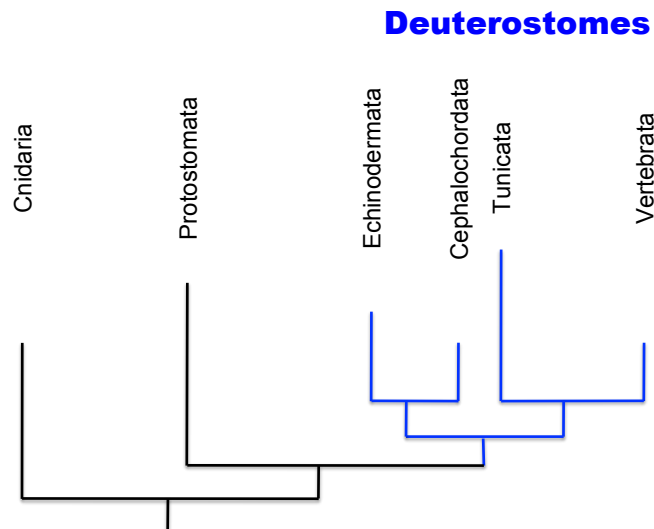 Deuterostomes
Cnidaria
Protostomata
Echinodermata
Cephalochordata
Tunicata
Vertebrata